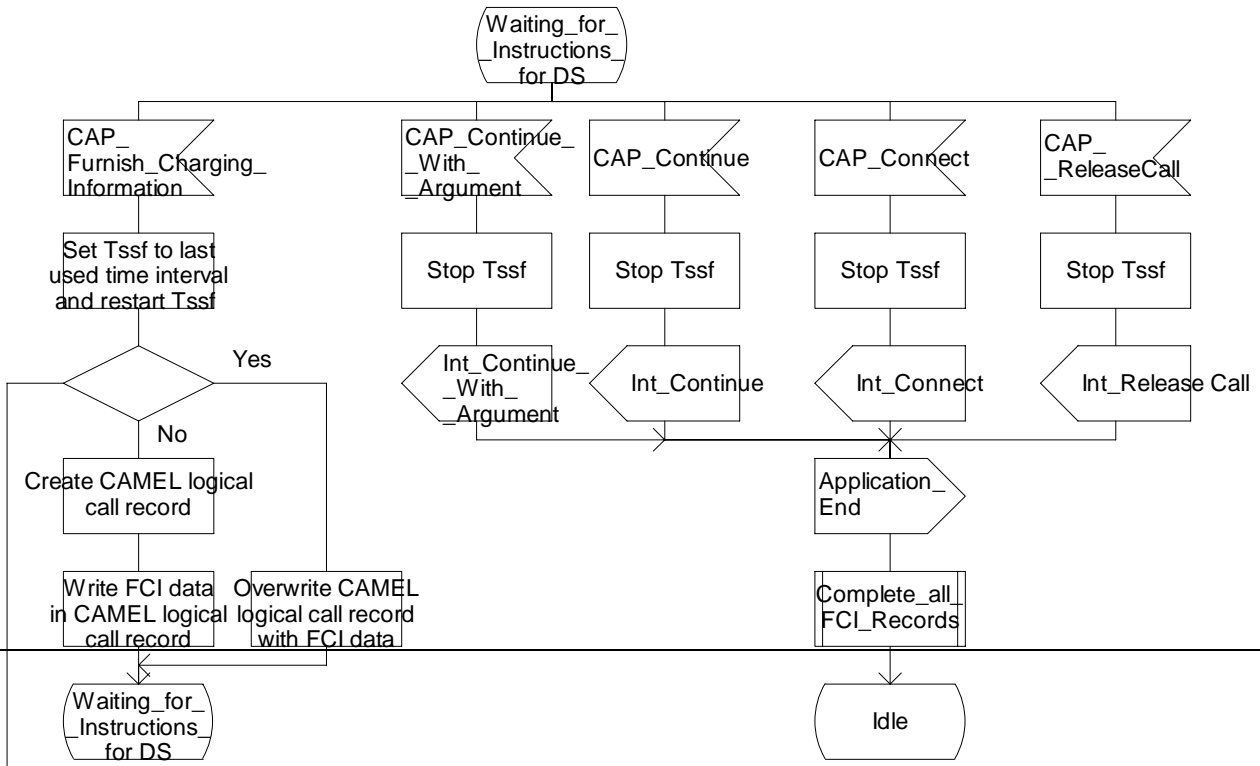 Waiting_for_
_Instructions_
for DS
CAP_
Furnish_Charging_
Information
CAP_Continue_
_With_
_Argument
CAP_Continue
CAP_Connect
CAP_
_ReleaseCall
Set Tssf to last
used time interval
and restart Tssf
Stop Tssf
Stop Tssf
Stop Tssf
Stop Tssf
Yes
Int_Continue_
_With_
_Argument
Int_Continue
Int_Connect
Int_Release Call
No
Create CAMEL logical
call record
Application_
End
Write FCI data
in CAMEL logical
call record
Overwrite CAMEL
logical call record
with FCI data
Complete_all_
FCI_Records
Waiting_for_
_Instructions_
for DS
Idle